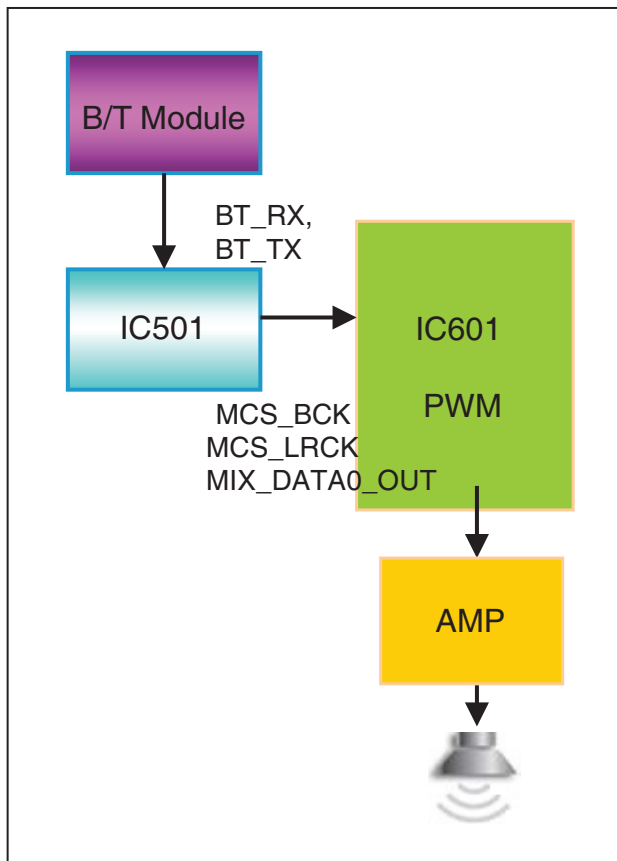 B/T Module
BT_RX,
BT_TX
IC501
IC601
PWM
MCS_BCK
MCS_LRCK
MIX_DATA0_OUT
AMP